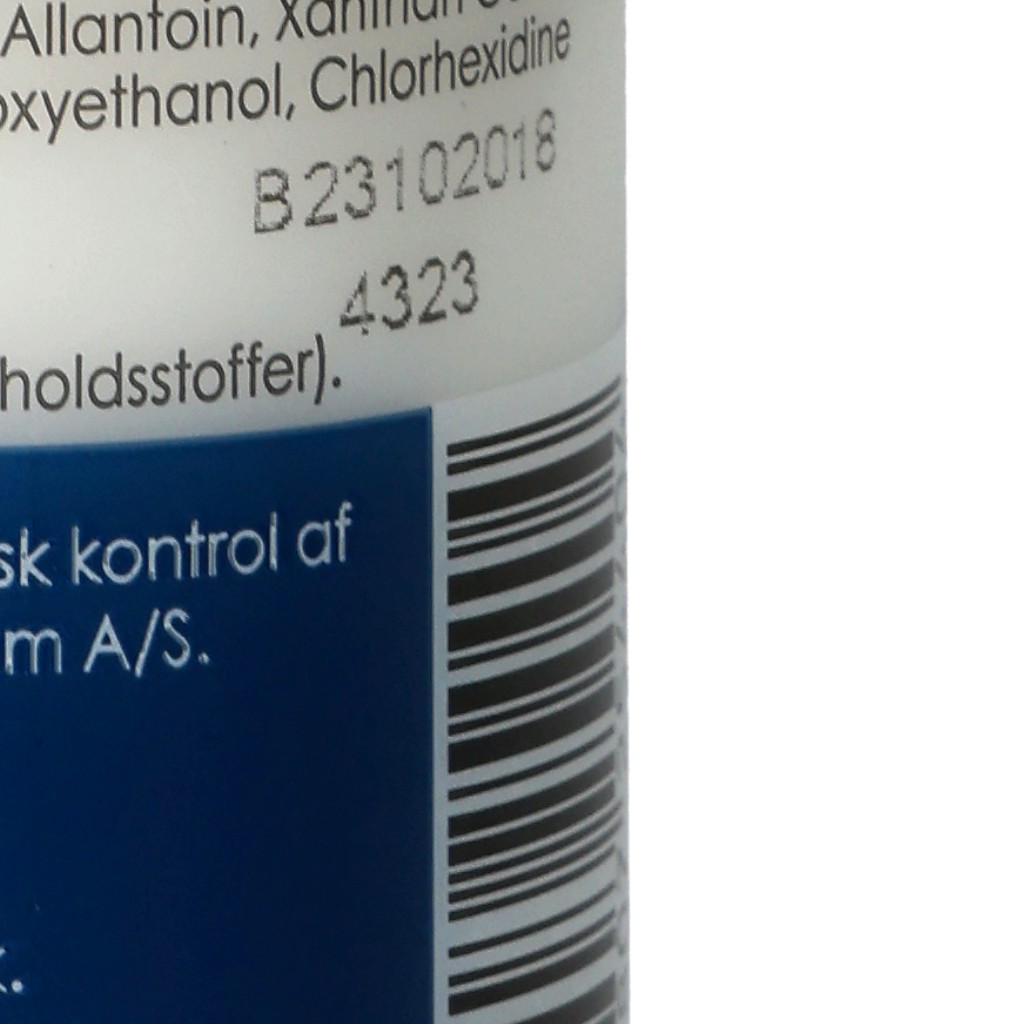 Allantoin,
oxyethanol, Chlorhexidine
B23102018
4323
holdsstoffer).
sk kontrol af
m A/S.
k.